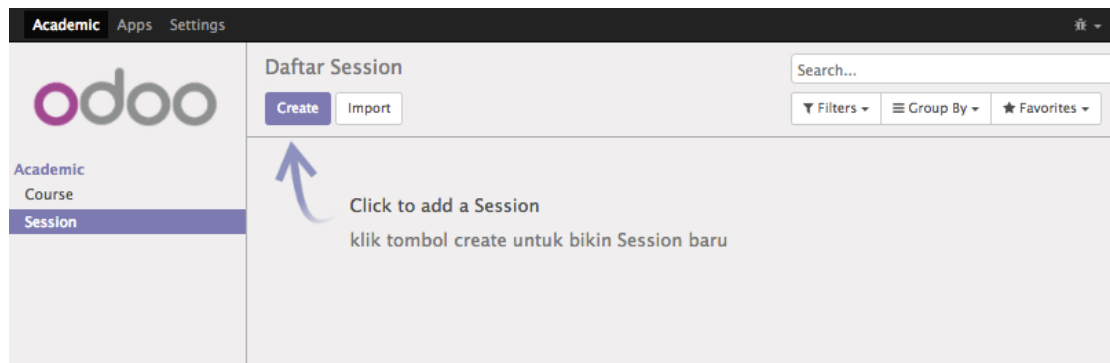 Academic Apps Settings
odoo
Academic
Course
Session
Daftar Session
Create Import
Search...
Filters Group By Favorites
Click to add a Session
klik tombol create untuk bikin Session baru